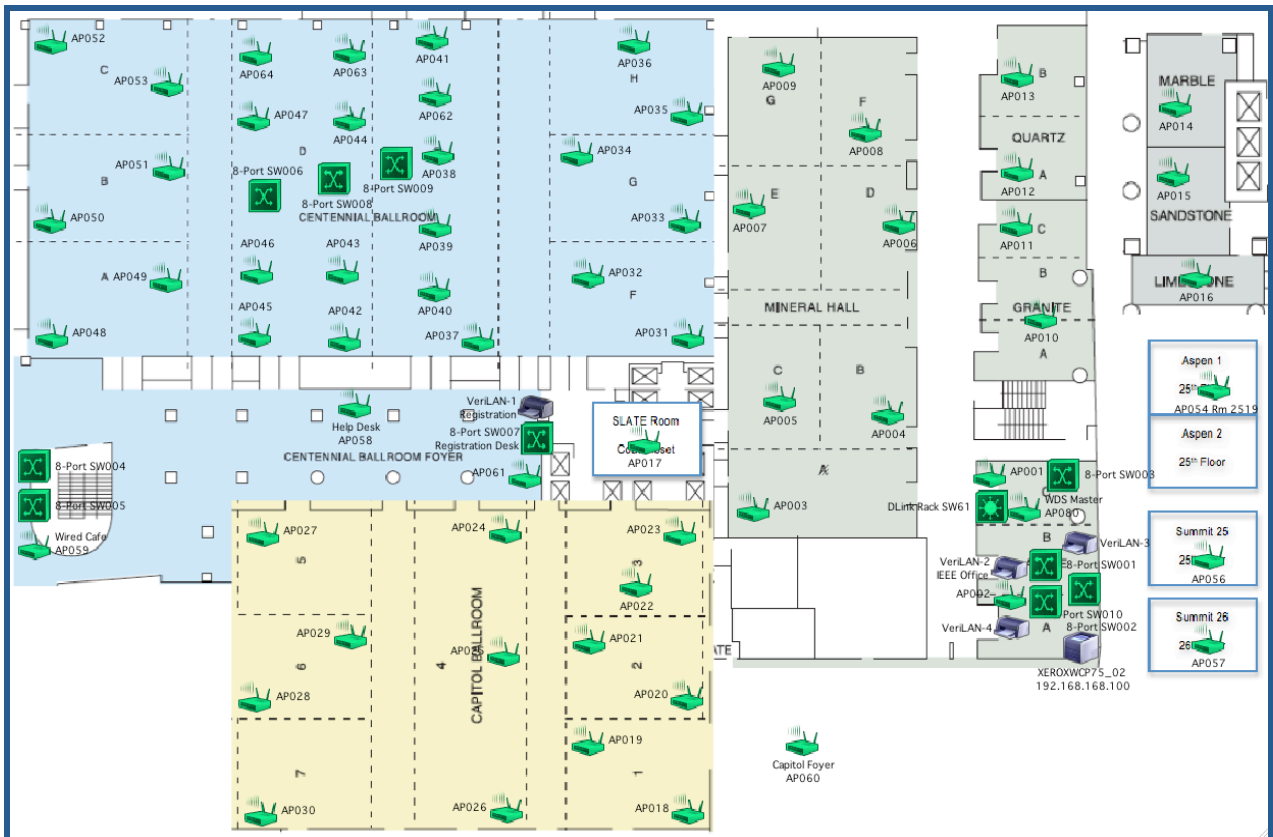 AP052
C
AP053
AP064
AP063
AP041
AP036
H
AP047
AP044
AP062
AP035
AP051
B
8-Port SW006
D
8-Port SW008
8-Port SW009
AP038
AP034
G
AP050
CENTENNIAL BALLROOM
AP039
AP033
AP046
AP043
A
AP049
AP032
F
AP045
AP042
AP040
AP048
AP037
AP031
VeriLAN-1
Registration
Help Desk
AP058
8-Port SW007
Registration Desk
CENTENNIAL BALLROOM FOYER
AP061
8-Port SW004
8-Port SW005
Wired Cafe
AP059
SLATE Room
AP017
AP027
5
AP024
AP023
3
AP022
AP029
6
4
CAPITOL BALLROOM
AP021
2
AP028
AP020
AP019
7
1
AP030
AP026
AP018
AP009
G
F
AP008
E
D
AP007
AP006
MINERAL HALL
C
B
AP005
AP004
A
AP003
Capitol Foyer
AP060
B
AP013
QUARTZ
A
AP012
C
AP011
B
GRANITE
AP010
A
MARBLE
AP014
AP015
SANDSTONE
AP016
Aspen 1
AP054 Rm 2519
Aspen 2
25th Floor
Summit 25
AP056
Summit 26
AP057
AP001
8-Port SW003
C
DLink Rack SW61
WDS Master
AP080
B
VeriLAN-3
VeriLAN-2
IEEE Office
8-Port SW001
AP002
Port SW010
VeriLAN-4
A
8-Port SW002
XEROXWCP75_02
192.168.168.100